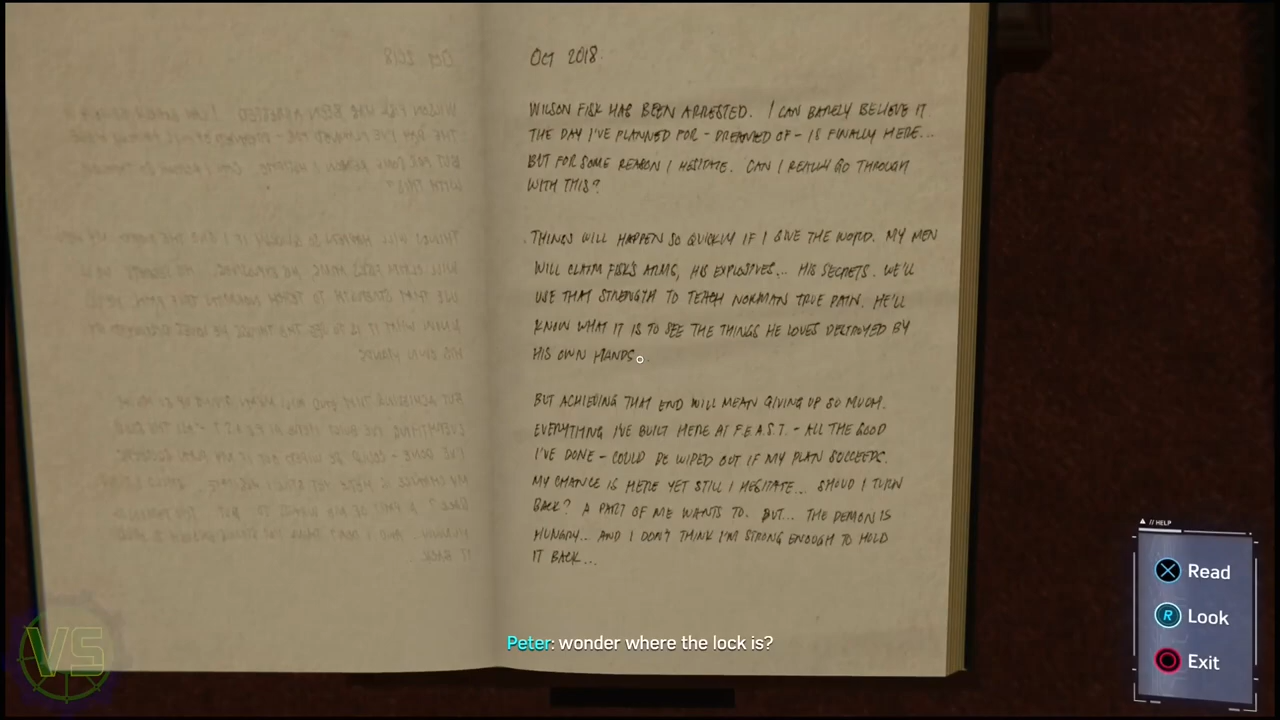 Oct 2018
WILSON FISK HAS BEEN ARRESTED. I CAN BARELY BELIEVE IT
THE DAY I'VE PLANNED FOR - DREAMED OF - IS FINALLY HERE...
BUT FOR SOME REASON I HESITATE. CAN I REALLY GO THROUGH
WITH THIS?
THINGS WILL HAPPEN SO QUICKLY IF I GIVE THE WORD. MY MEN
WILL CLAIM FISK'S ARMS, HIS EXPLOSIVES... HIS SECRETS. WE'LL
USE THAT STRENGTH TO TEACH NORMAN TRUE PAIN. HE'LL
KNOW WHAT IT IS TO SEE THE THINGS HE LOVES DESTROYED BY
HIS OWN HANDS.
BUT ACHIEVING THAT END WILL MEAN GIVING UP SO MUCH.
EVERYTHING I'VE BUILT HERE AT F.E.A.S.T. - ALL THE GOOD
I'VE DONE - COULD BE WIPED OUT IF MY PLAN SUCCEEDS.
MY CHANCE IS HERE YET STILL I HESITATE... SHOULD I TURN
BACK? A PART OF ME WANTS TO. BUT... THE DEMON IS
HUNGRY... AND I DON'T THINK I'M STRONG ENOUGH TO HOLD
IT BACK...
Peter: wonder where the lock is?
// HELP
Read
R Look
Exit
VS